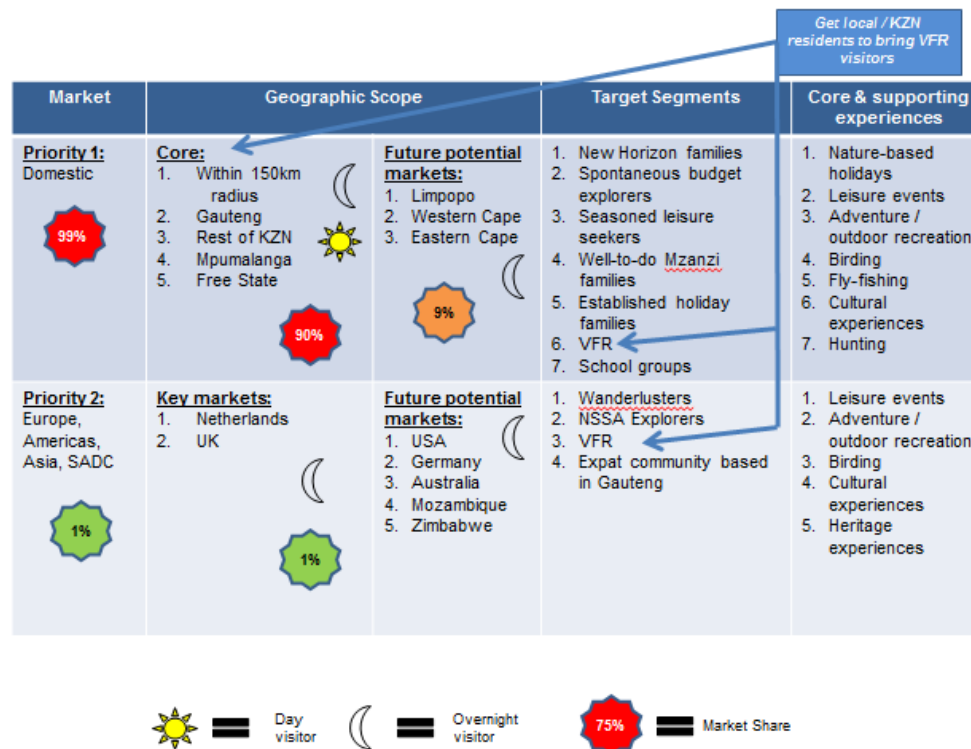 Get local / KZN
residents to bring VFR
visitors
Market
Geographic Scope
Target Segments
Core & supporting
experiences
Priority 1:
Domestic
99%
Core:
1. Within 150km
radius
2. Gauteng
3. Rest of KZN
4. Mpumalanga
5. Free State
90%
Future potential
markets:
1. Limpopo
2. Western Cape
3. Eastern Cape
9%
1. New Horizon families
2. Spontaneous budget
explorers
3. Seasoned leisure
seekers
4. Well-to-do Mzanzi
families
5. Established holiday
families
6. VFR
7. School groups
1. Nature-based
holidays
2. Leisure events
3. Adventure /
outdoor recreation
4. Birding
5. Fly-fishing
6. Cultural
experiences
7. Hunting
Priority 2:
Europe,
Americas,
Asia, SADC
1%
Key markets:
1. Netherlands
2. UK
1%
Future potential
markets:
1. USA
2. Germany
3. Australia
4. Mozambique
5. Zimbabwe
1. Wanderlusters
2. NSSA Explorers
3. VFR
4. Expat community based
in Gauteng
1. Leisure events
2. Adventure /
outdoor recreation
3. Birding
4. Cultural
experiences
5. Heritage
experiences
Day
visitor
Overnight
visitor
75%
Market Share